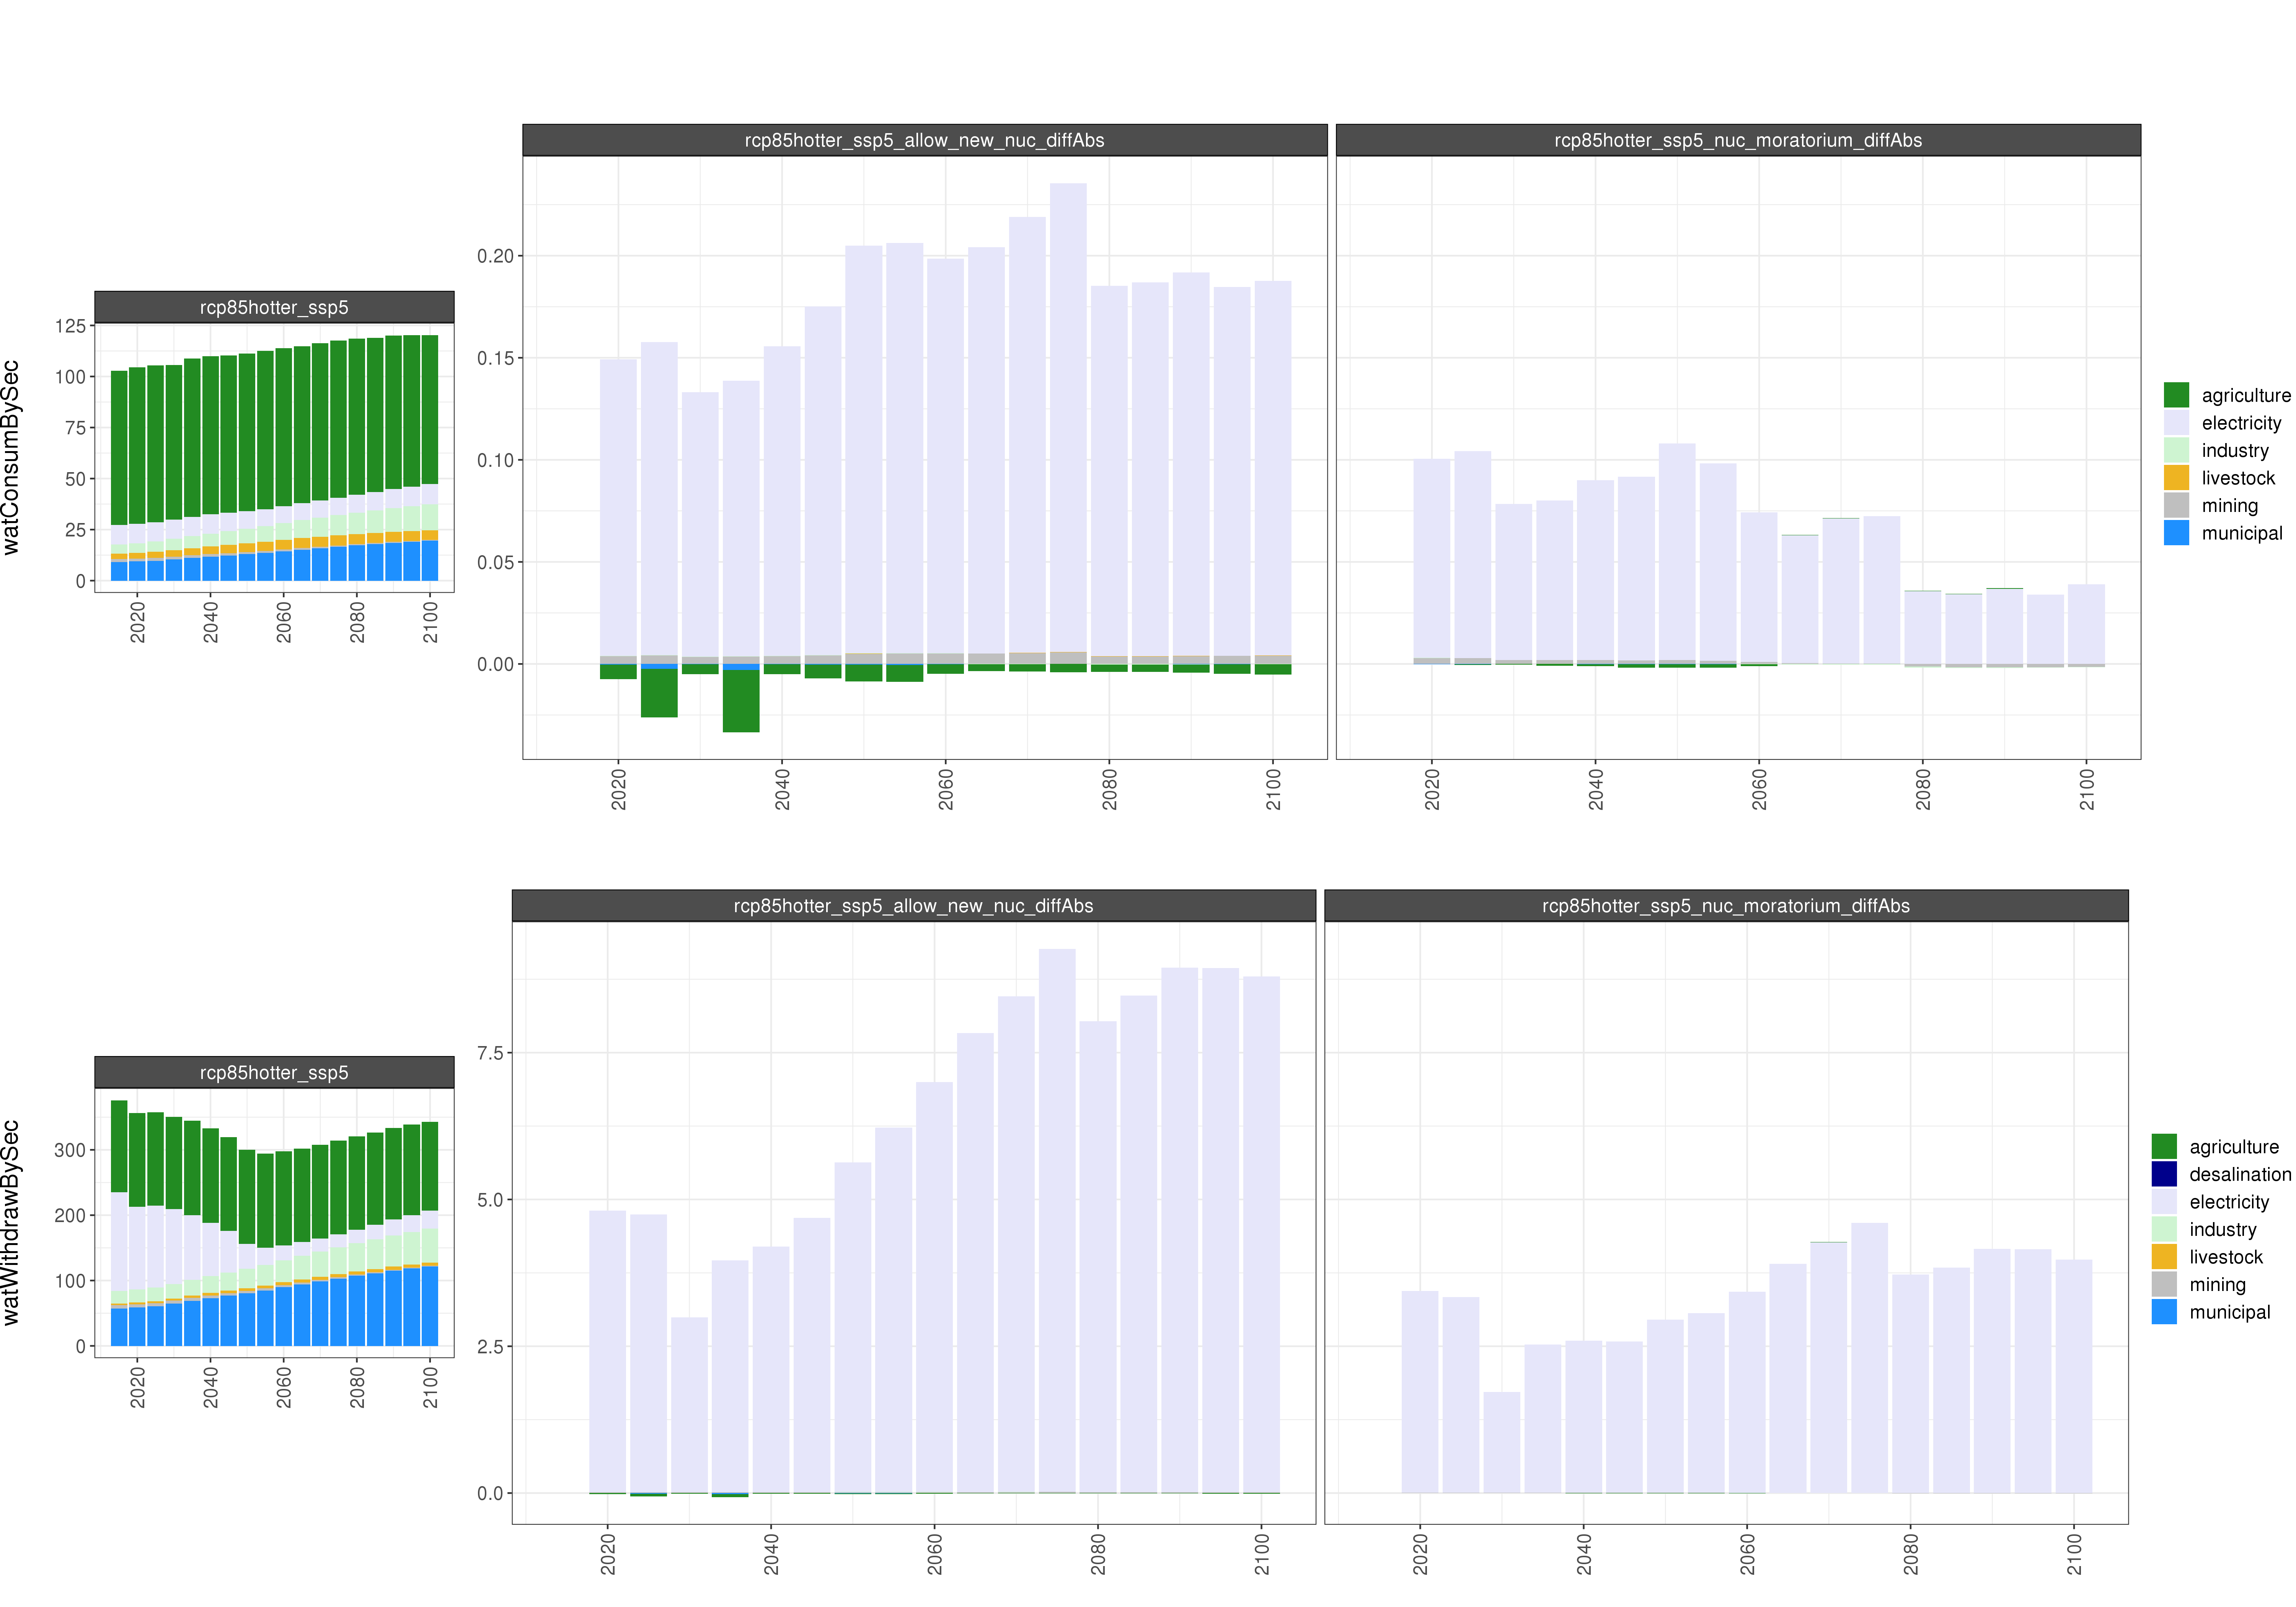 rcp85hotter_ssp5_allow_new_nuc_diffAbs
rcp85hotter_ssp5_nuc_moratorium_diffAbs
rcp85hotter_ssp5
watConsumBySec
125
100
75
50
25
0
2020 2040 2060 2080 2100
0.20
0.15
0.10
0.05
0.00
2020 2040 2060 2080 2100
2020 2040 2060 2080 2100
agriculture
electricity
industry
livestock
mining
municipal
rcp85hotter_ssp5_allow_new_nuc_diffAbs
rcp85hotter_ssp5_nuc_moratorium_diffAbs
rcp85hotter_ssp5
watWithdrawBySec
300
200
100
0
2020 2040 2060 2080 2100
7.5
5.0
2.5
0.0
2020 2040 2060 2080 2100
2020 2040 2060 2080 2100
agriculture
desalination
electricity
industry
livestock
mining
municipal